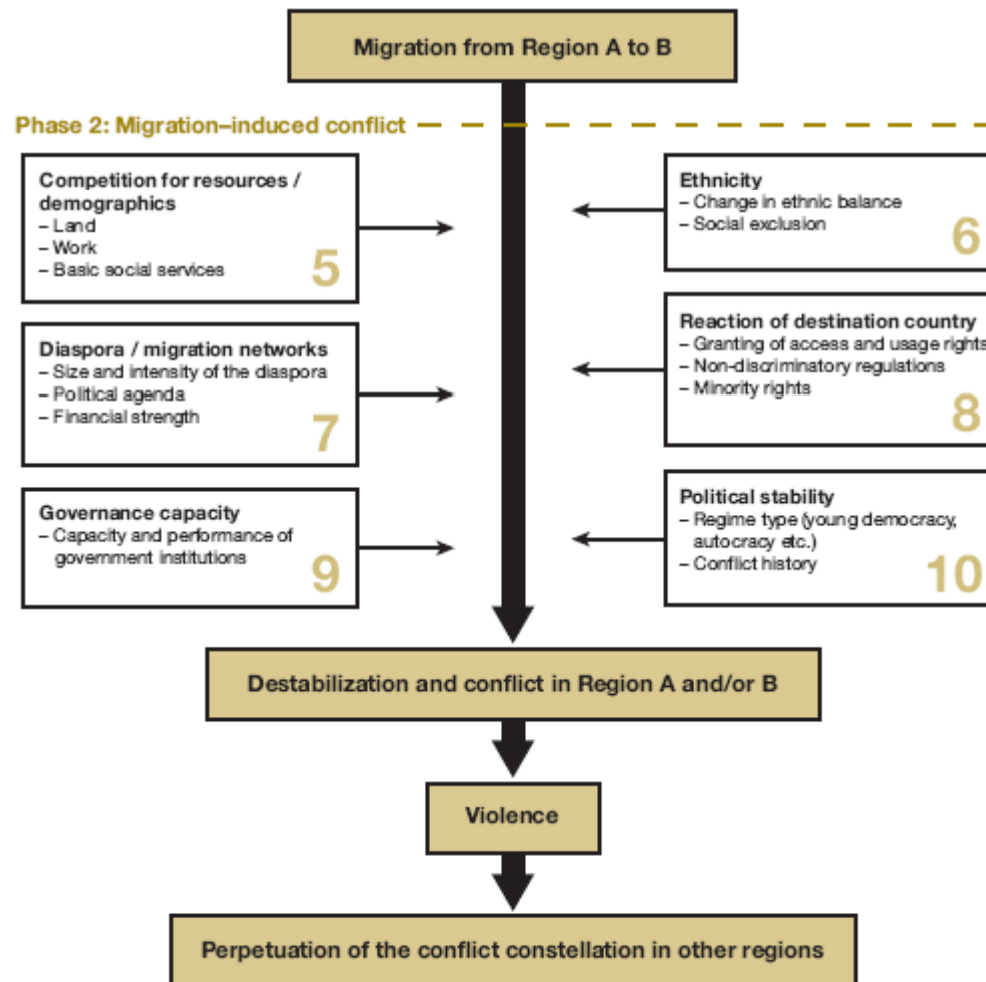 Migration from Region A to B
Phase 2: Migration–induced conflict
Competition for resources /
demographics
– Land
– Work
– Basic social services
5
Ethnicity
– Change in ethnic balance
– Social exclusion
6
Diaspora / migration networks
– Size and intensity of the diaspora
– Political agenda
– Financial strength
7
Reaction of destination country
– Granting of access and usage rights
– Non-discriminatory regulations
– Minority rights
8
Governance capacity
– Capacity and performance of
government institutions
9
Political stability
– Regime type (young democracy,
autocracy etc.)
– Conflict history
10
Destabilization and conflict in Region A and/or B
Violence
Perpetuation of the conflict constellation in other regions